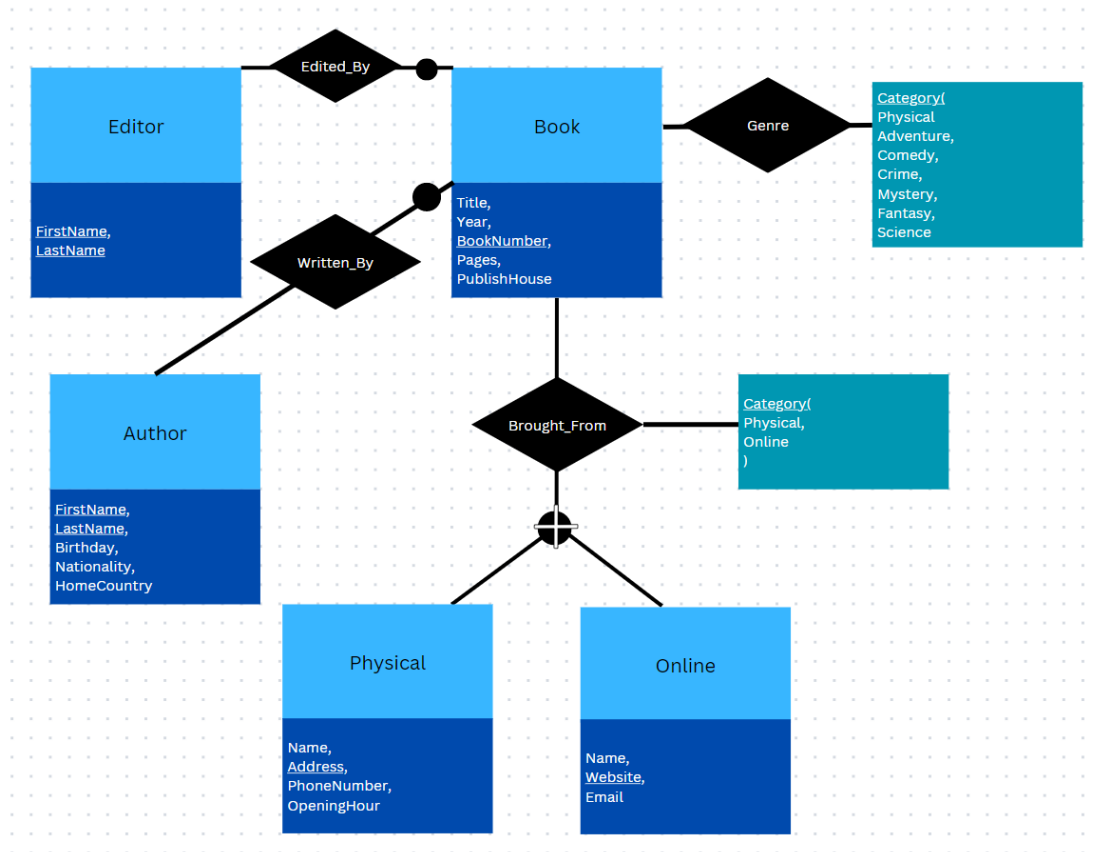 Edited_By
Editor
Book
Genre
Category(
Physical
Adventure,
Comedy,
Crime,
Mystery,
Fantasy,
Science
FirstName,
LastName
Title,
Year,
BookNumber,
Pages,
PublishHouse
Written_By
Author
FirstName,
LastName,
Birthday,
Nationality,
HomeCountry
Brought_From
Category(
Physical,
Online
)
Physical
Name,
Address,
PhoneNumber,
OpeningHour
Online
Name,
Website,
Email